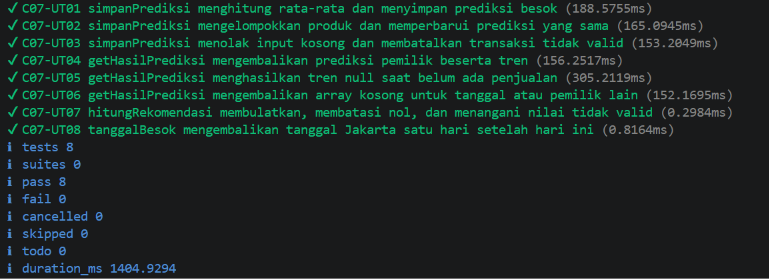 ✓ C07-UT01 simpanPrediksi menghitung rata-rata dan menyimpan prediksi besok (188.5755ms)
✓ C07-UT02 simpanPrediksi mengelompokkan produk dan memperbarui prediksi yang sama (165.0945ms)
✓ C07-UT03 simpanPrediksi menolak input kosong dan membatalkan transaksi tidak valid (153.2049ms)
✓ C07-UT04 getHasilPrediksi mengembalikan prediksi pemilik beserta tren (156.2517ms)
✓ C07-UT05 getHasilPrediksi menghasilkan tren null saat belum ada penjualan (305.2119ms)
✓ C07-UT06 getHasilPrediksi mengembalikan array kosong untuk tanggal atau pemilik lain (152.1695ms)
✓ C07-UT07 hitungRekomendasi membulatkan, membatasi nol, dan menangani nilai tidak valid (0.2984ms)
✓ C07-UT08 tanggalBesok mengembalikan tanggal Jakarta satu hari setelah hari ini (0.8164ms)
ℹ tests 8
ℹ suites 0
ℹ pass 8
ℹ fail 0
ℹ cancelled 0
ℹ skipped 0
ℹ todo 0
ℹ duration_ms 1404.9294